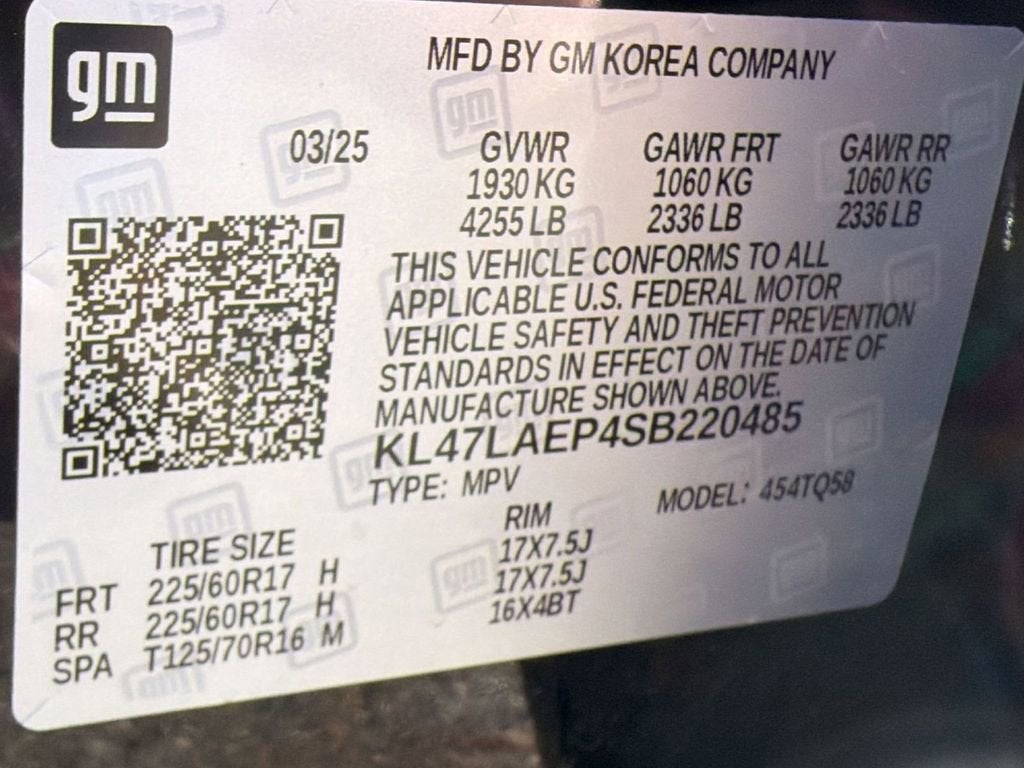 gm
MFD BY GM KOREA COMPANY
03/25 GVWR GAWR FRT GAWR RR
1930 KG 1060 KG 1060 KG
4255 LB 2336 LB 2336 LB
THIS VEHICLE CONFORMS TO ALL
APPLICABLE U.S. FEDERAL MOTOR
VEHICLE SAFETY AND THEFT PREVENTION
STANDARDS IN EFFECT ON THE DATE OF
MANUFACTURE SHOWN ABOVE.
KL47LAEP4SB220485
TYPE: MPV MODEL: 454TQ58
TIRE SIZE RIM
FRT 225/60R17 H 17X7.5J
RR 225/60R17 H 17X7.5J
SPA T125/70R16 M 16X4BT